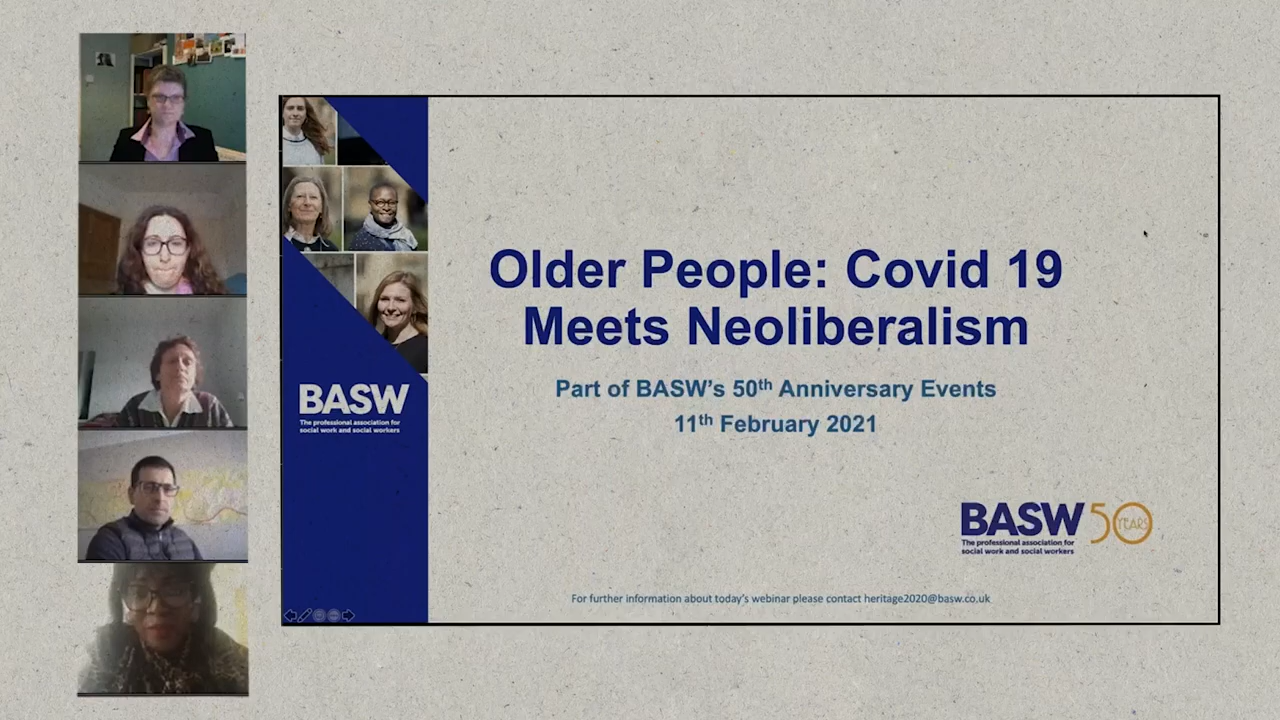 Older People: Covid 19
Meets Neoliberalism
Part of BASW's 50th Anniversary Events
11th February 2021
BASW
The professional association for
social work and social workers
BASW 50 YEARS
The professional association for
social work and social workers
For further information about today's webinar please contact heritage2020@basw.co.uk